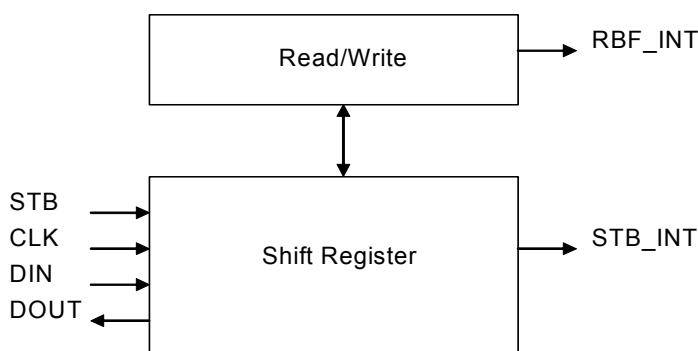 Read/Write
RBF_INT
STB
CLK
DIN
DOUT
Shift Register
STB_INT